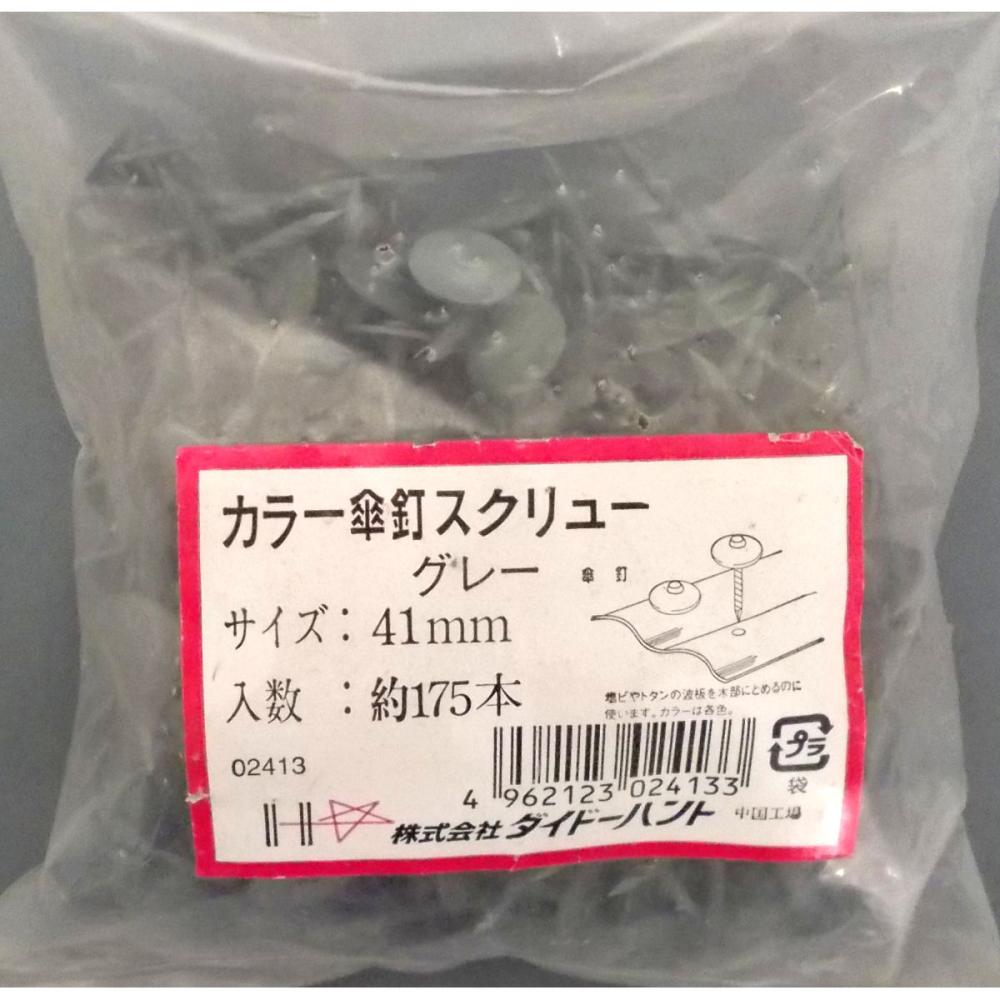 カラー傘釘スクリュー
グレー
傘釘
サイズ：41mm
入数：約175本
塩ビやトタンの波板を木部にとめるのに
使います。カラーは各色。
02413
4 962123 024133
プラ
袋
株式会社ダイドーハント 中国工場